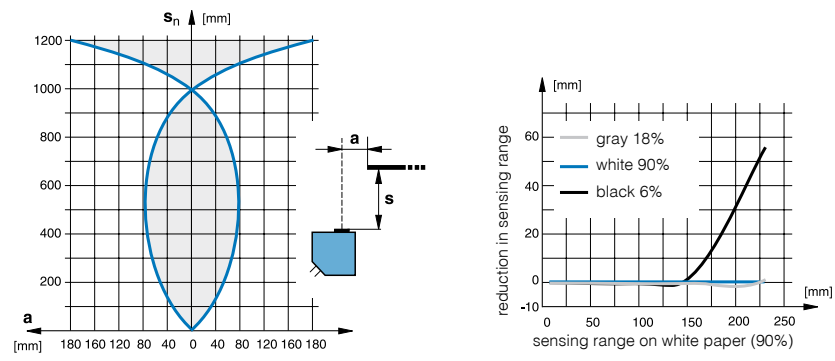 sn [mm]
1200
1000
800
600
400
200
a
[mm]
180 160 120 80 40 0 40 80 120 160 180
a
s
[mm]
reduction in sensing range
60
40
20
0
-10
gray 18%
white 90%
black 6%
[mm]
0 50 100 150 200 250
sensing range on white paper (90%)